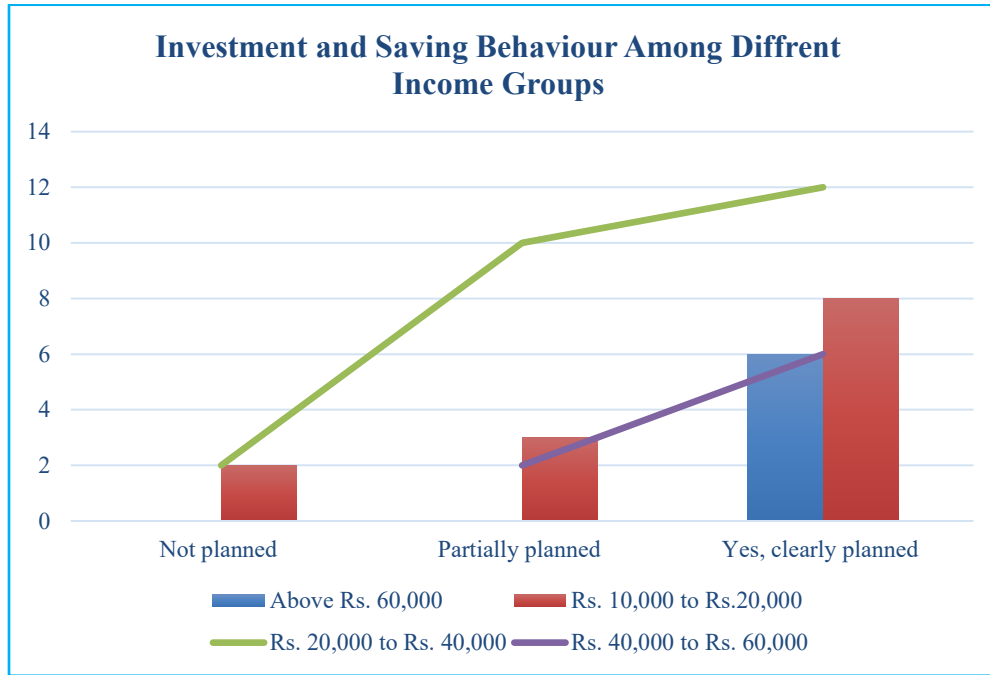 Investment and Saving Behaviour Among Diffrent
Income Groups
14
12
10
8
6
4
2
0
Not planned Partially planned Yes, clearly planned
Above Rs. 60,000 Rs. 10,000 to Rs.20,000
Rs. 20,000 to Rs. 40,000 Rs. 40,000 to Rs. 60,000